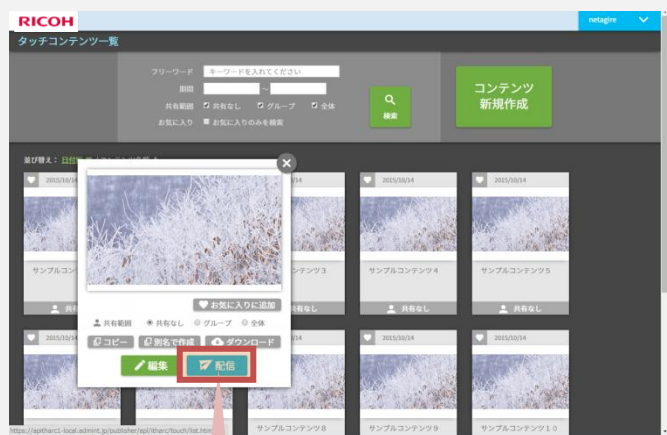 RICOH
netagire
タッチコンテンツ一覧
フリーワード キーワードを入れてください
期間 ~
共有範囲 共有なし グループ 全体
お気に入り お気に入りのみを検索
検索
コンテンツ
新規作成
並び替え： 日付
2015/10/14 2015/10/14 2015/10/14
サンプルコン ンテンツ3 サンプルコンテンツ4 サンプルコンテンツ5
共有 有なし 共有なし 共有なし
お気に入りに追加
共有範囲 共有なし グループ 全体
コピー 別名で作成 ダウンロード
編集 配信
2015/10/14 2015/10/14
サンプルコンテンツ8 サンプルコンテンツ9 サンプルコンテンツ10